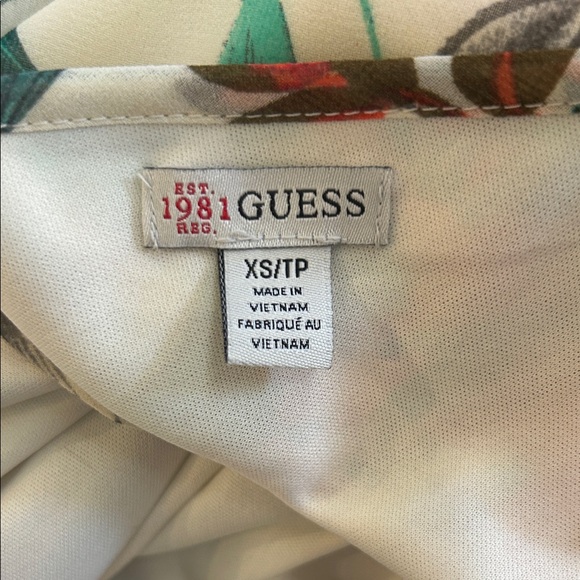 EST.
1981 GUESS
REG.
XS/TP
MADE IN
VIETNAM
FABRIQUÉ AU
VIETNAM